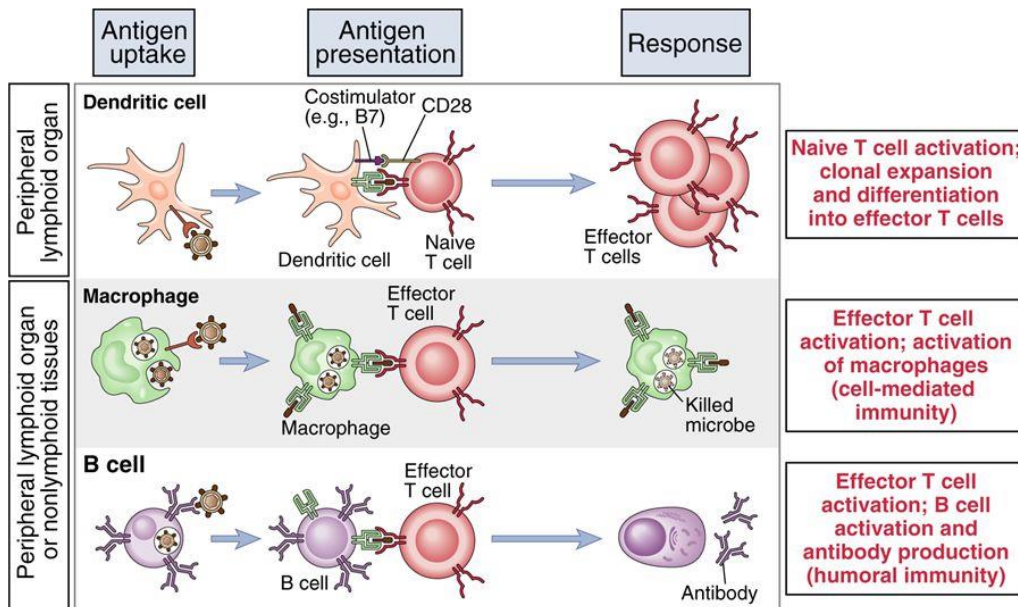 Antigen
uptake
Antigen
presentation
Response
Peripheral
lymphoid organ
Dendritic cell
Costimulator
(e.g., B7)
CD28
Dendritic cell
Naive
T cell
Effector
T cells
Naive T cell activation;
clonal expansion
and differentiation
into effector T cells
Peripheral lymphoid organ
or nonlymphoid tissues
Macrophage
Effector
T cell
Macrophage
Killed
microbe
Effector T cell
activation; activation
of macrophages
(cell-mediated
immunity)
B cell
Effector
T cell
B cell
Antibody
Effector T cell
activation; B cell
activation and
antibody production
(humoral immunity)